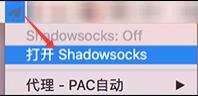 Shadowsocks: Off
打开 Shadowsocks
代理 - PAC自动